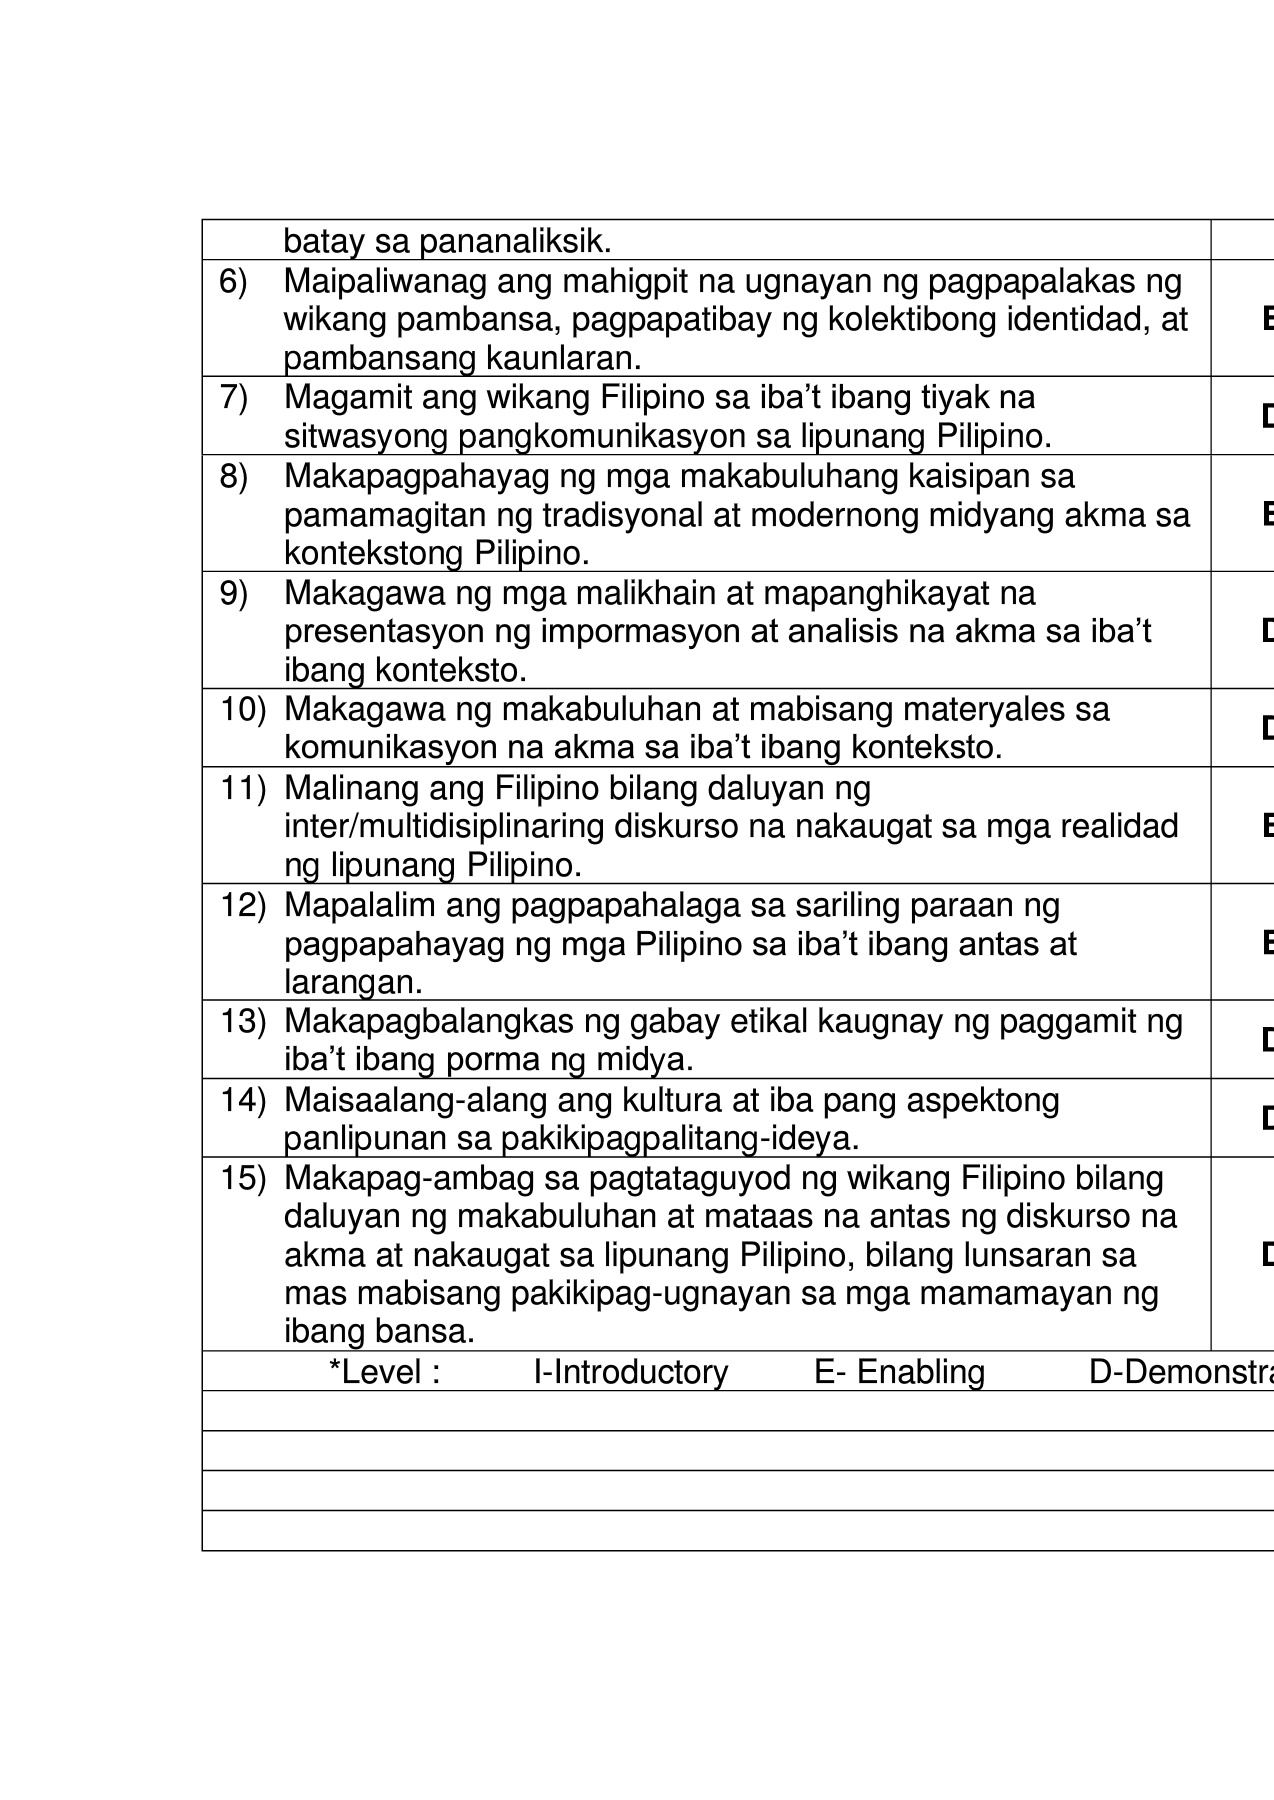 batay sa pananaliksik.
6) Maipaliwanag ang mahigpit na ugnayan ng pagpapalakas ng
wikang pambansa, pagpapatibay ng kolektibong identidad, at
pambansang kaunlaran.
7) Magamit ang wikang Filipino sa iba’t ibang tiyak na
sitwasyong pangkomunikasyon sa lipunang Pilipino.
8) Makapagpahayag ng mga makabuluhang kaisipan sa
pamamagitan ng tradisyonal at modernong midyang akma sa
kontekstong Pilipino.
9) Makagawa ng mga malikhain at mapanghikayat na
presentasyon ng impormasyon at analisis na akma sa iba’t
ibang konteksto.
10) Makagawa ng makabuluhan at mabisang materyales sa
komunikasyon na akma sa iba’t ibang konteksto.
11) Malinang ang Filipino bilang daluyan ng
inter/multidisiplinaring diskurso na nakaugat sa mga realidad
ng lipunang Pilipino.
12) Mapalalim ang pagpapahalaga sa sariling paraan ng
pagpapahayag ng mga Pilipino sa iba’t ibang antas at
larangan.
13) Makapagbalangkas ng gabay etikal kaugnay ng paggamit ng
iba’t ibang porma ng midya.
14) Maisaalang-alang ang kultura at iba pang aspektong
panlipunan sa pakikipagpalitang-ideya.
15) Makapag-ambag sa pagtataguyod ng wikang Filipino bilang
daluyan ng makabuluhan at mataas na antas ng diskurso na
akma at nakaugat sa lipunang Pilipino, bilang lunsaran sa
mas mabisang pakikipag-ugnayan sa mga mamamayan ng
ibang bansa.
*Level : I-Introductory E- Enabling